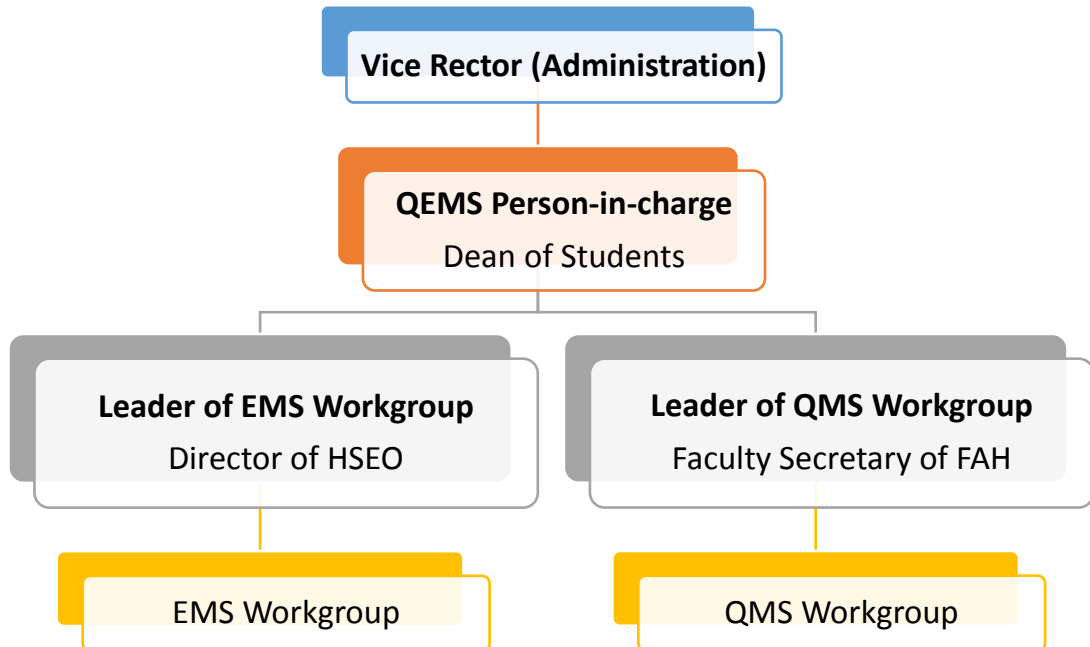 Vice Rector (Administration)
QEMS Person-in-charge
Dean of Students
Leader of EMS Workgroup
Director of HSEO
Leader of QMS Workgroup
Faculty Secretary of FAH
EMS Workgroup
QMS Workgroup